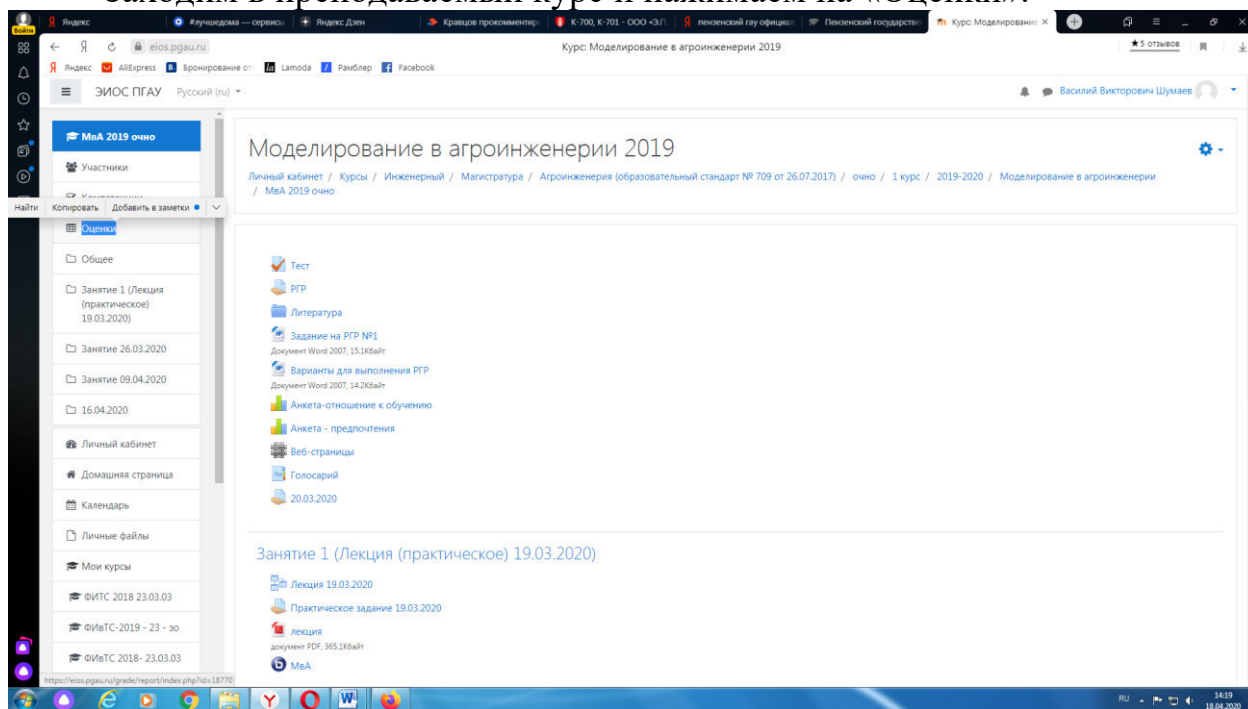 Заходим в преподаваемый курс и нажимаем на «Оценки».
Войти
Яндекс
#лучшедома — сервисы
Яндекс.Дзен
Кравцов прокомментиро
К-700, К-701 - ООО «З.П.
пензенский гау официал
Пензенский государстве
Курс: Моделирование
eios.pgau.ru
Курс: Моделирование в агроинженерии 2019
★5 отзывов
Яндекс
AliExpress
Бронирование от
Lamoda
Рамблер
Facebook
ЭИОС ПГАУ
Русский (ru)
Василий Викторович Шумаев
МвА 2019 очно
Участники
Компетенции
Найти
Копировать
Добавить в заметки
Оценки
Общее
Занятие 1 (Лекция
(практическое)
19.03.2020)
Занятие 26.03.2020
Занятие 09.04.2020
16.04.2020
Личный кабинет
Домашняя страница
Календарь
Личные файлы
Мои курсы
ФИТС 2018 23.03.03
ФИвТС-2019 - 23 - зо
ФИвТС 2018- 23.03.03
https://eios.pgau.ru/grade/report/index.php?id=18770
Моделирование в агроинженерии 2019
Личный кабинет / Курсы / Инженерный / Магистратура / Агроинженерия (образовательный стандарт № 709 от 26.07.2017) / очно / 1 курс / 2019-2020 / Моделирование в агроинженерии
/ МвА 2019 очно
Тест
РГР
Литература
Задание на РГР №1
Документ Word 2007, 15.1Кбайт
Варианты для выполнения РГР
Документ Word 2007, 14.2Кбайт
Анкета-отношение к обучению
Анкета - предпочтения
Веб-страницы
Голосарий
20.03.2020
Занятие 1 (Лекция (практическое) 19.03.2020)
Лекция 19.03.2020
Практическое задание 19.03.2020
лекция
документ PDF, 365.1Кбайт
МвА
RU
14:19
18.04.2020